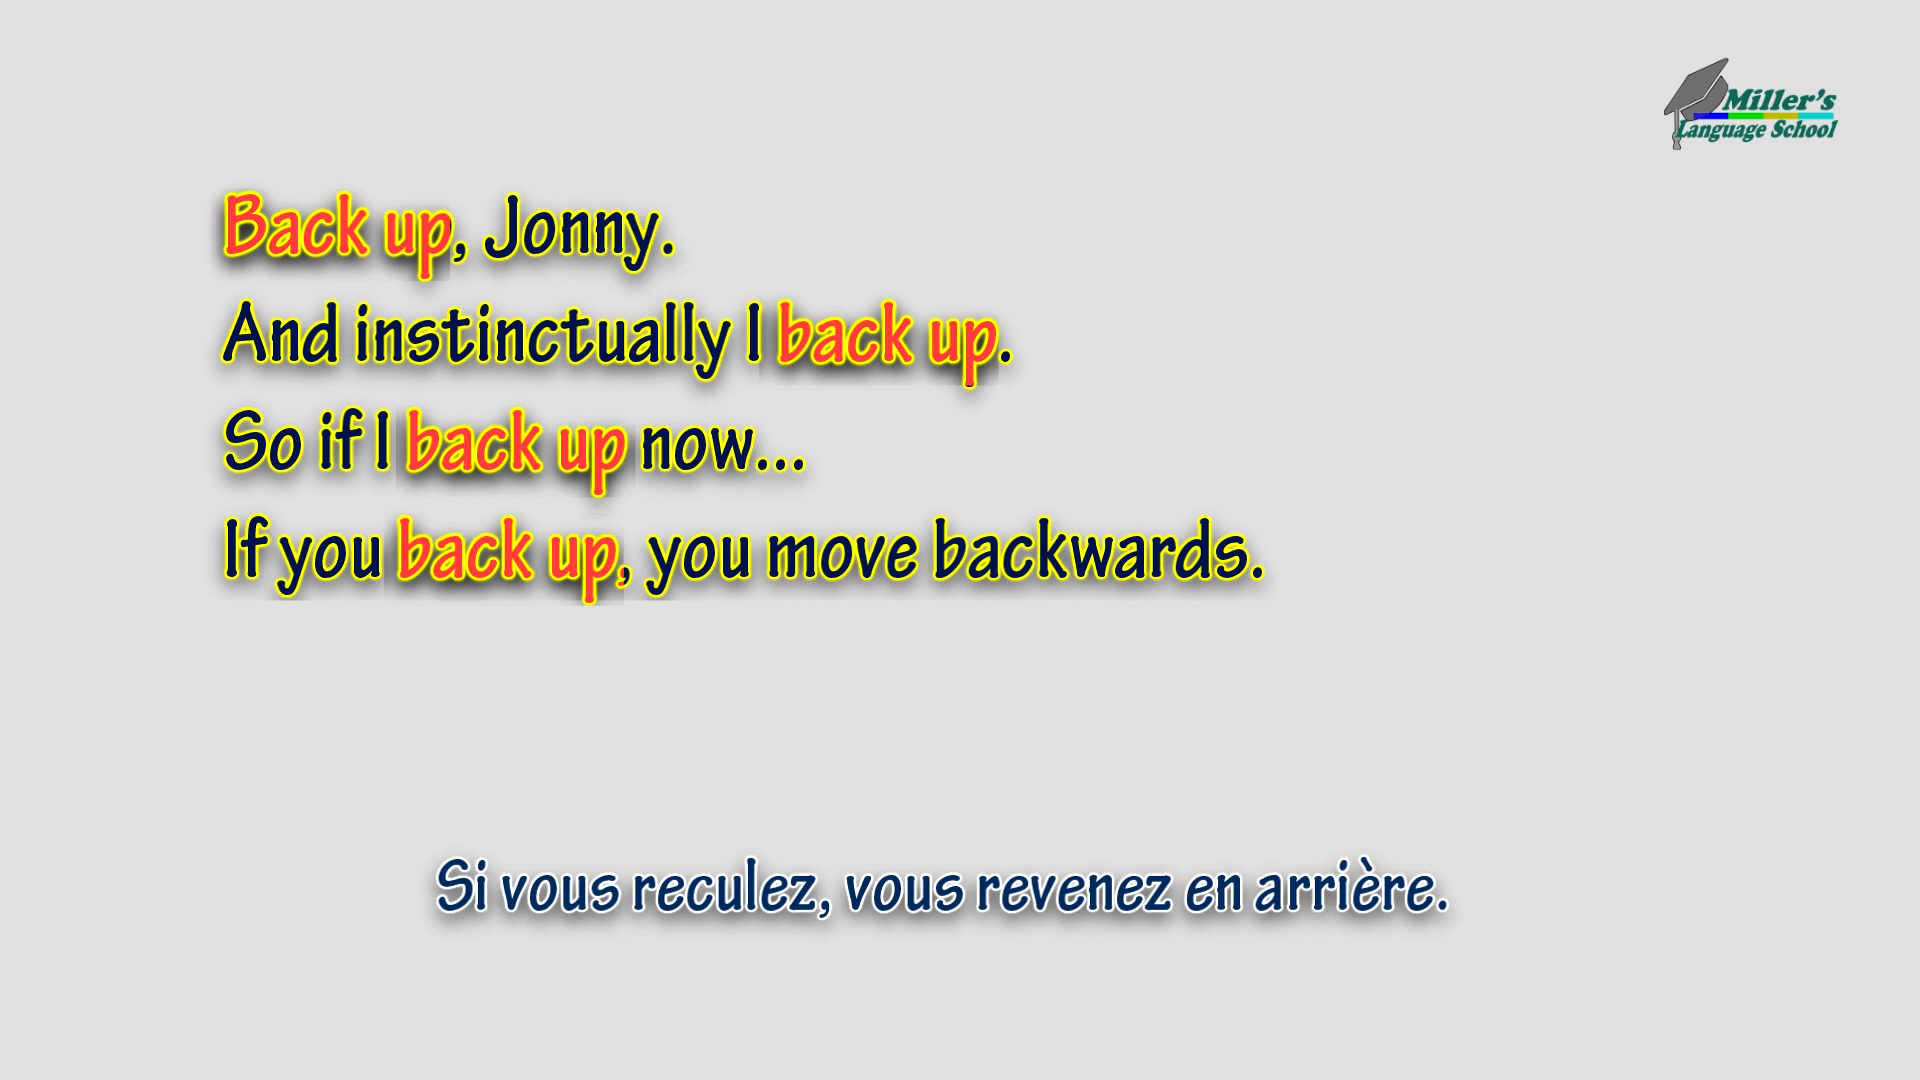 Miller's
Language School
Back up, Jonny.
And instinctually I back up.
So if I back up now...
If you back up, you move backwards.
Si vous reculez, vous revenez en arrière.